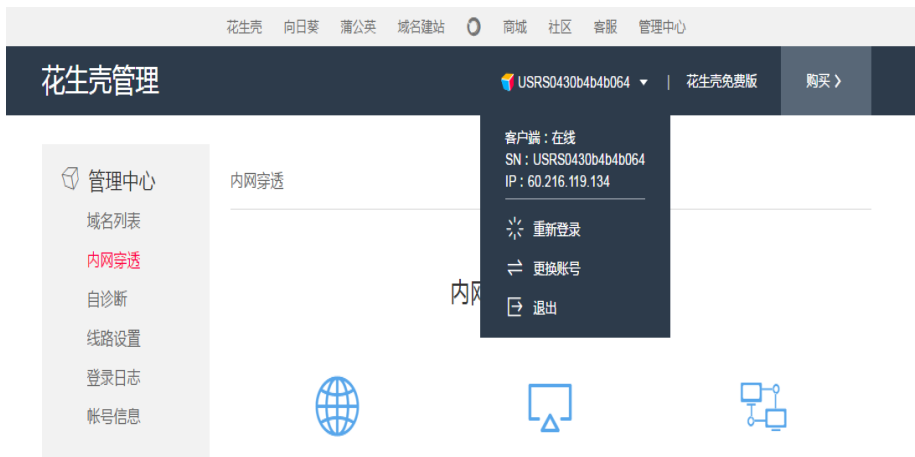 花生壳 向日葵 蒲公英 域名建站 商城 社区 客服 管理中心
花生壳管理 USRS0430b4b4b064 | 花生壳免费版 购买
客户端：在线
SN：USRS0430b4b4b064
IP：60.216.119.134
重新登录
更换账号
退出
管理中心
域名列表
内网穿透
自诊断
线路设置
登录日志
帐号信息
内网穿透
内